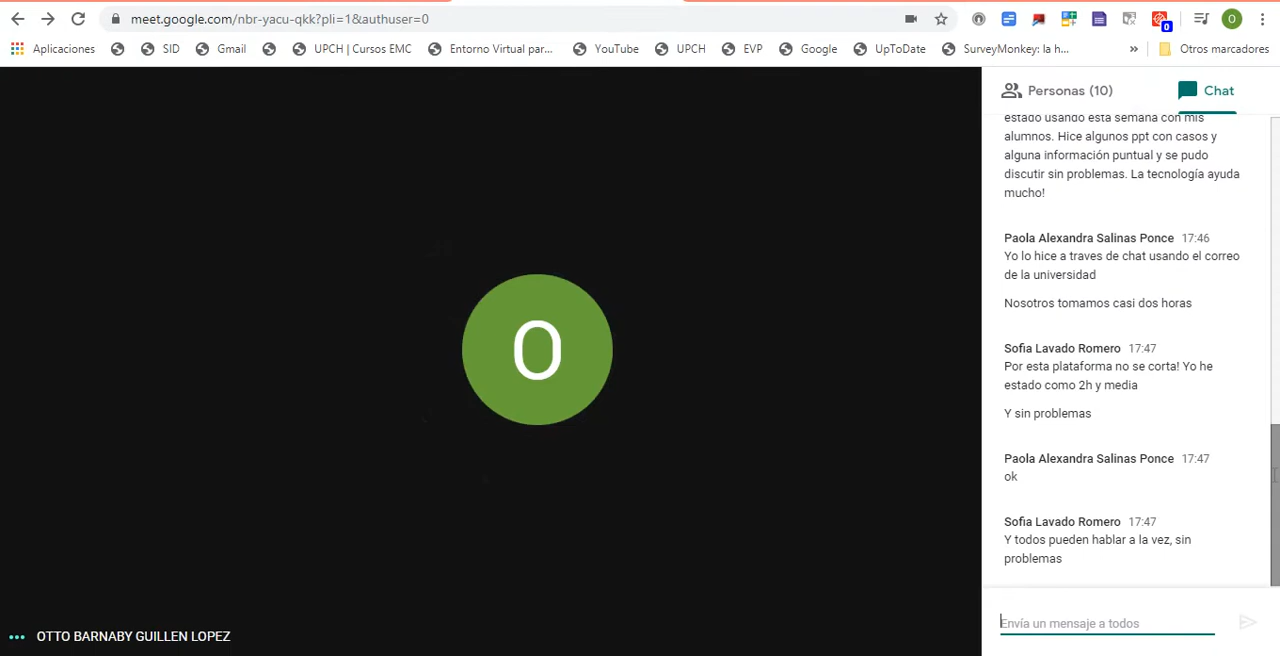 meet.google.com/nbr-yacu-qkk?pli=1&authuser=0
O
0
Aplicaciones
SID
Gmail
UPCH | Cursos EMC
Entorno Virtual par...
YouTube
UPCH
EVP
Google
UpToDate
SurveyMonkey: la h...
»
Otros marcadores
Personas (10)
Chat
estado usando esta semana con mis
alumnos. Hice algunos ppt con casos y
alguna información puntual y se pudo
discutir sin problemas. La tecnología ayuda
mucho!
Paola Alexandra Salinas Ponce 17:46
Yo lo hice a traves de chat usando el correo
de la universidad
Nosotros tomamos casi dos horas
Sofia Lavado Romero 17:47
Por esta plataforma no se corta! Yo he
estado como 2h y media
Y sin problemas
Paola Alexandra Salinas Ponce 17:47
ok
Sofia Lavado Romero 17:47
Y todos pueden hablar a la vez, sin
problemas
Envía un mensaje a todos
O
OTTO BARNABY GUILLEN LOPEZ